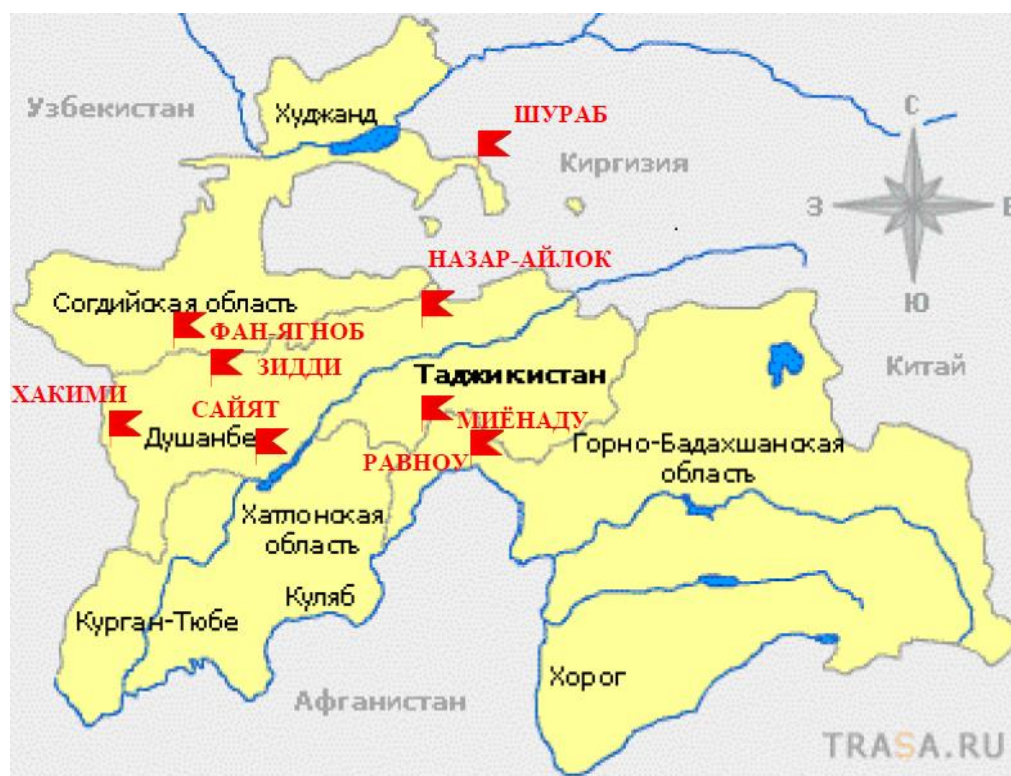 Узбекистан
Худжанд
ШУРАБ
Киргизия
С
З
В
Ю
НАЗАР-АЙЛОК
Согдийская область
ФАН-ЯГНОБ
ЗИДДИ
Китай
Таджикистан
ХАКИМИ
САЙЯТ
МИЁНАДУ
Душанбе
РАВНОУ
Горно-Бадахшанская
область
Хатлонская
область
Куляб
Курган-Тюбе
Хорог
Афганистан
TRASA.RU